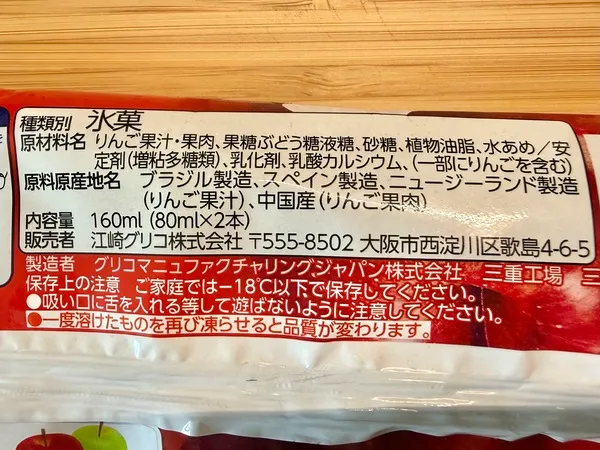 種類別 氷菓
原材料名 りんご果汁・果肉、果糖ぶどう糖液糖、砂糖、植物油脂、水あめ／安
定剤(増粘多糖類)、乳化剤、乳酸カルシウム、(一部にりんごを含む)
原料原産地名 ブラジル製造、スペイン製造、ニュージーランド製造
(りんご果汁)、中国産(りんご果肉)
内容量 160ml (80ml×2本)
販売者 江崎グリコ株式会社 〒555-8502 大阪市西淀川区歌島4-6-5
製造者 グリコマニュファクチャリングジャパン株式会社 三重工場 三
保存上の注意 ご家庭では−18℃以下で保存してください。
●吸い口に舌を入れる等して遊ばないように注意してください。
●一度溶けたものを再び凍らせると品質が変わります。